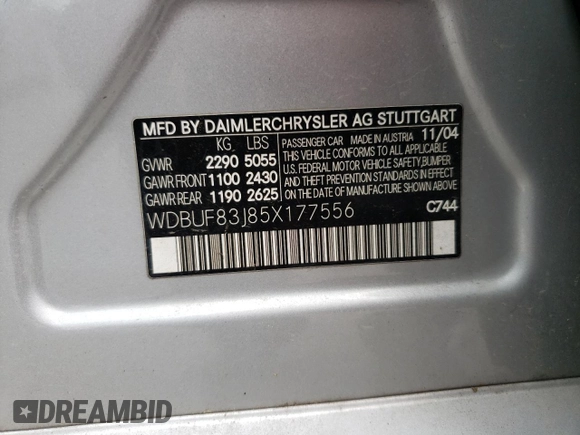 MFD BY DAIMLERCHRYSLER AG STUTTGART
KG. LBS
GVWR 2290 5055
GAWR FRONT 1100 2430
GAWR REAR 1190 2625
PASSENGER CAR MADE IN AUSTRIA 11/04
THIS VEHICLE CONFORMS TO ALL APPLICABLE
U.S. FEDERAL MOTOR VEHICLE SAFETY, BUMPER
AND THEFT PREVENTION STANDARDS IN EFFECT
ON THE DATE OF MANUFACTURE SHOWN ABOVE.
WDBUF83J85X177556 C744
DREAMBID